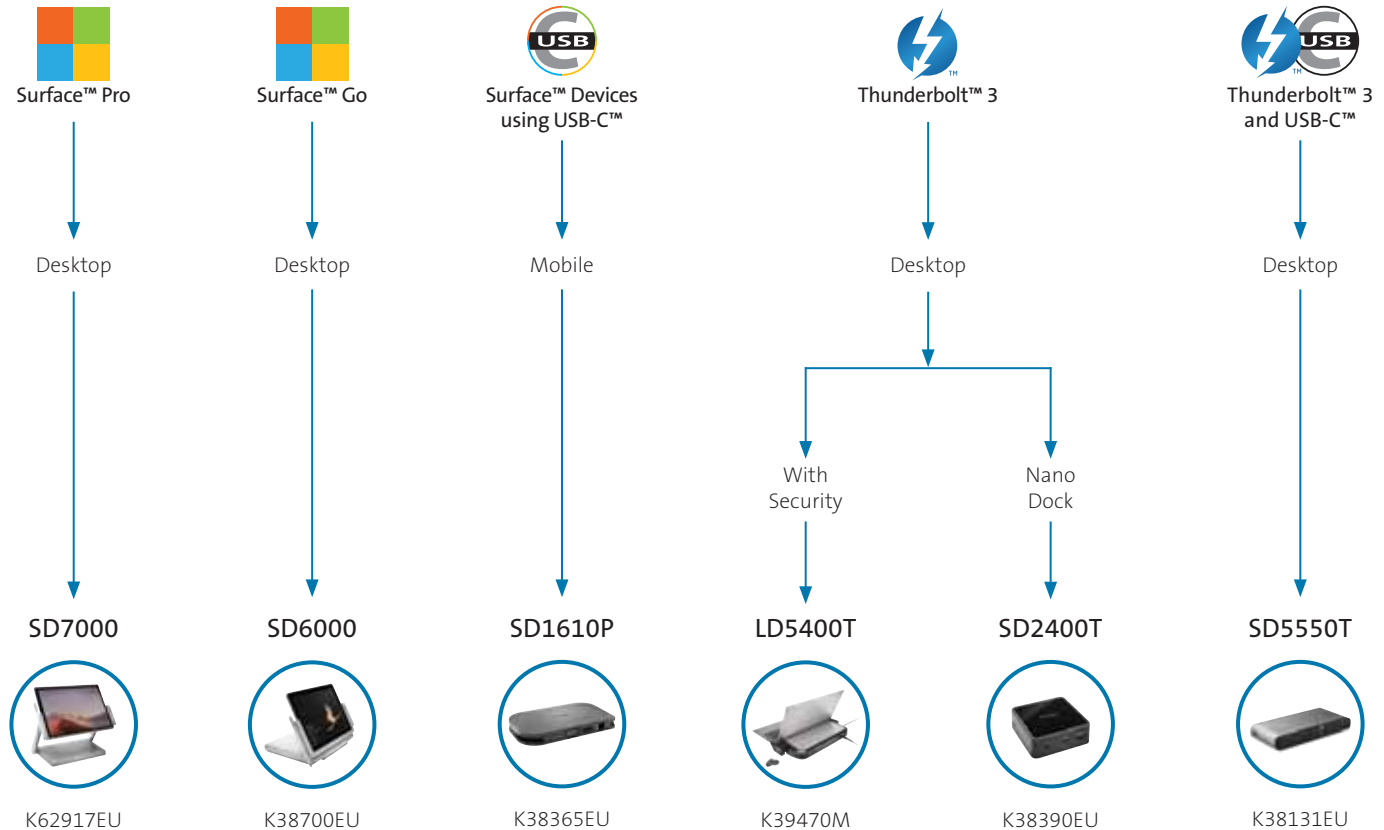 USB
USB
TM
TM
Surface™ Pro
Surface™ Go
Surface™ Devices
using USB-C™
Thunderbolt™ 3
Thunderbolt™ 3
and USB-C™
Desktop
Desktop
Mobile
Desktop
Desktop
With
Security
Nano
Dock
SD7000
SD6000
SD1610P
LD5400T
SD2400T
SD5550T
K62917EU
K38700EU
K38365EU
K39470M
K38390EU
K38131EU